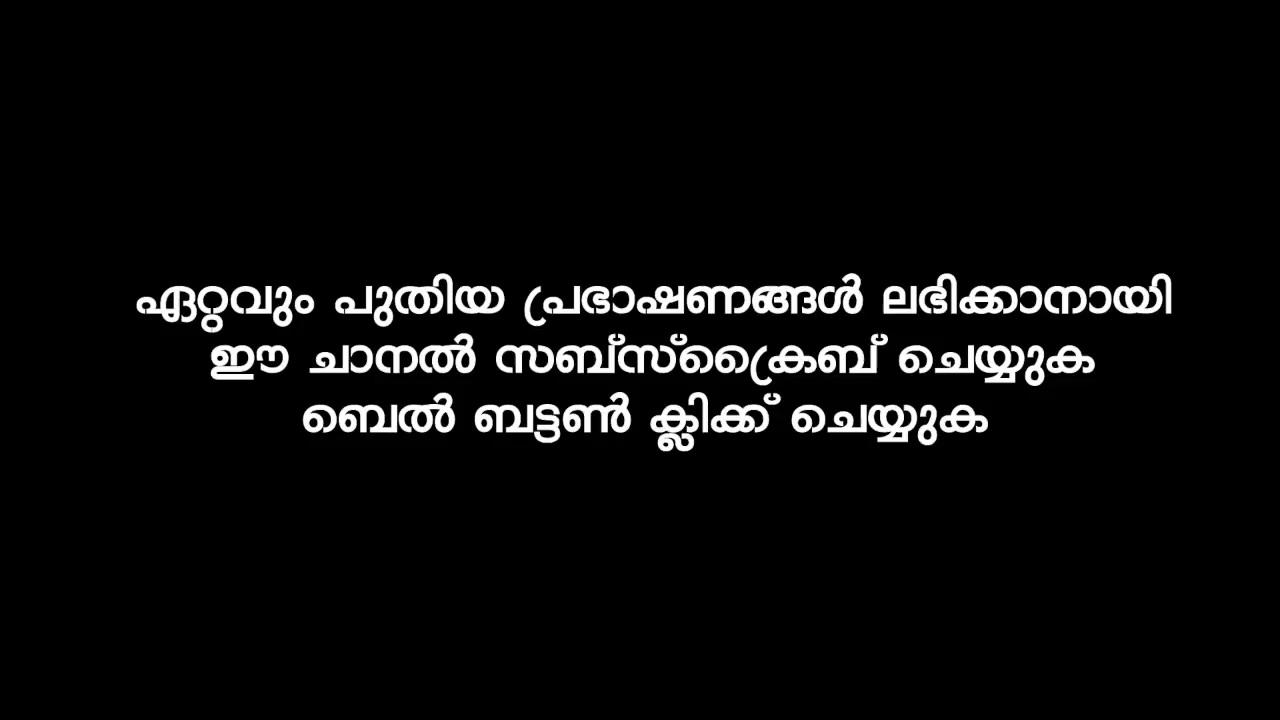 ഏറ്റവും പുതിയ പ്രഭാഷണങ്ങൾ ലഭിക്കാനായി
ഈ ചാനൽ സബ്സ്ക്രൈബ് ചെയ്യുക
ബെൽ ബട്ടൺ ക്ലിക്ക് ചെയ്യുക